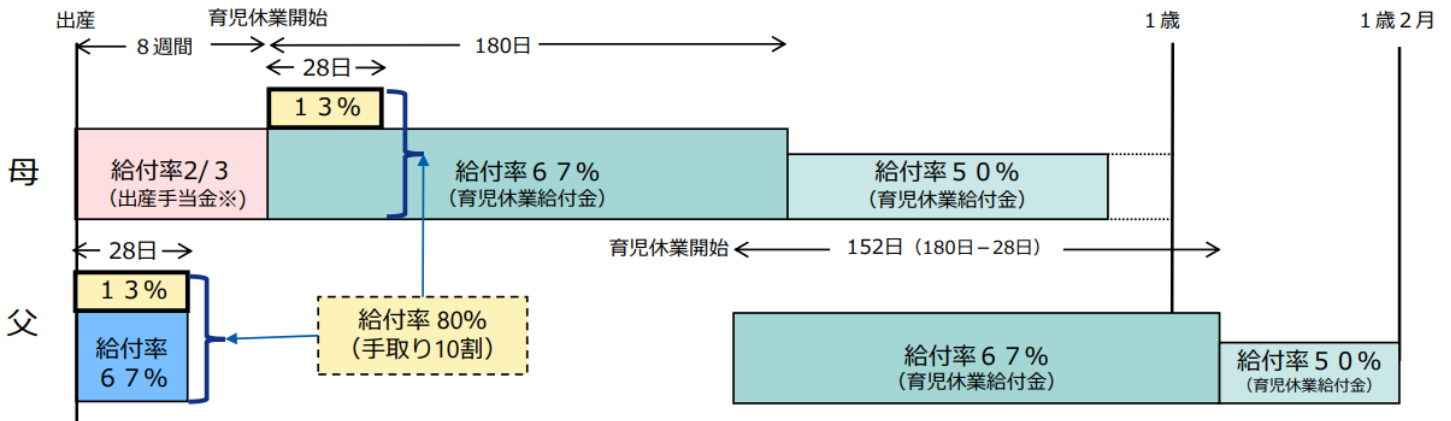 出産
育児休業開始
１歳
１歳２月
８週間
180日
28日
１３%
母
給付率2/３
（出産手当金※）
給付率６７%
（育児休業給付金）
給付率５０%
（育児休業給付金）
育児休業開始
152日（180日－28日）
28日
１３%
父
給付率
６７%
給付率 80%
（手取り10割）
給付率６７%
（育児休業給付金）
給付率５０%
（育児休業給付金）